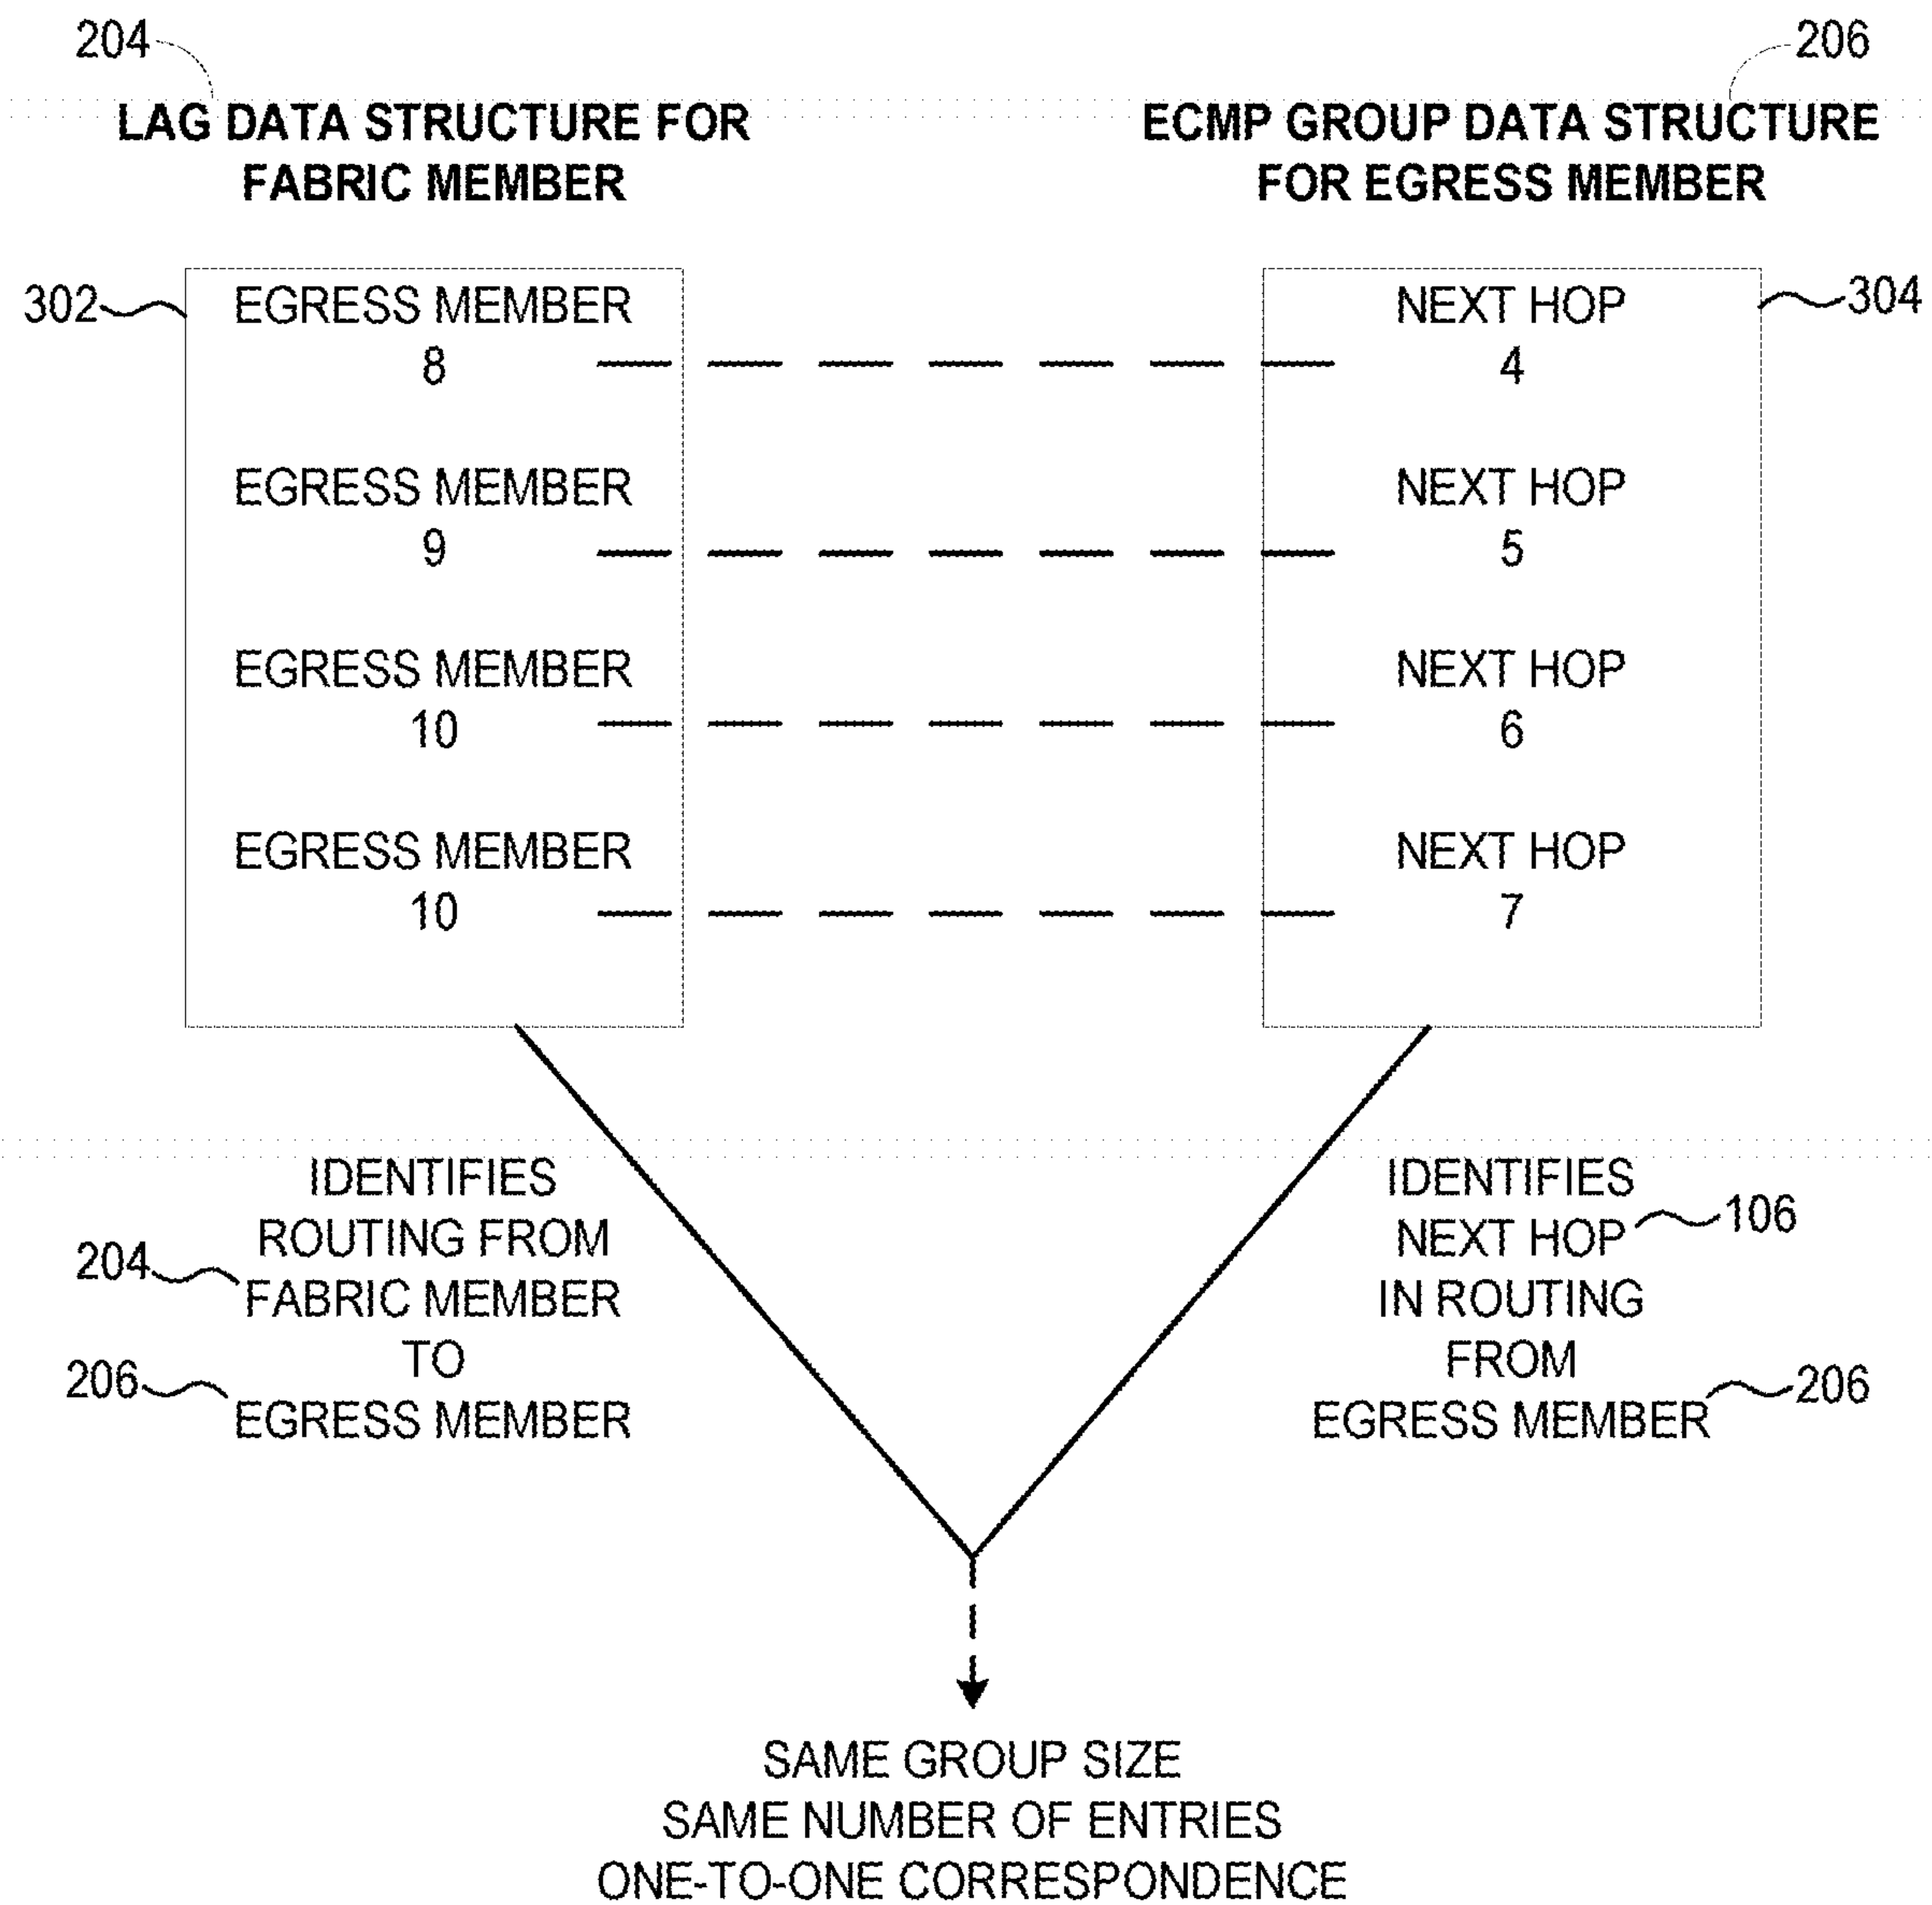 204
206
LAG DATA STRUCTURE FOR
FABRIC MEMBER
ECMP GROUP DATA STRUCTURE
FOR EGRESS MEMBER
302
EGRESS MEMBER
8
EGRESS MEMBER
9
EGRESS MEMBER
10
EGRESS MEMBER
10
NEXT HOP
4
NEXT HOP
5
NEXT HOP
6
NEXT HOP
7
304
IDENTIFIES
ROUTING FROM
204
FABRIC MEMBER
TO
206
EGRESS MEMBER
IDENTIFIES
NEXT HOP
106
IN ROUTING
FROM
EGRESS MEMBER
206
SAME GROUP SIZE
SAME NUMBER OF ENTRIES
ONE-TO-ONE CORRESPONDENCE